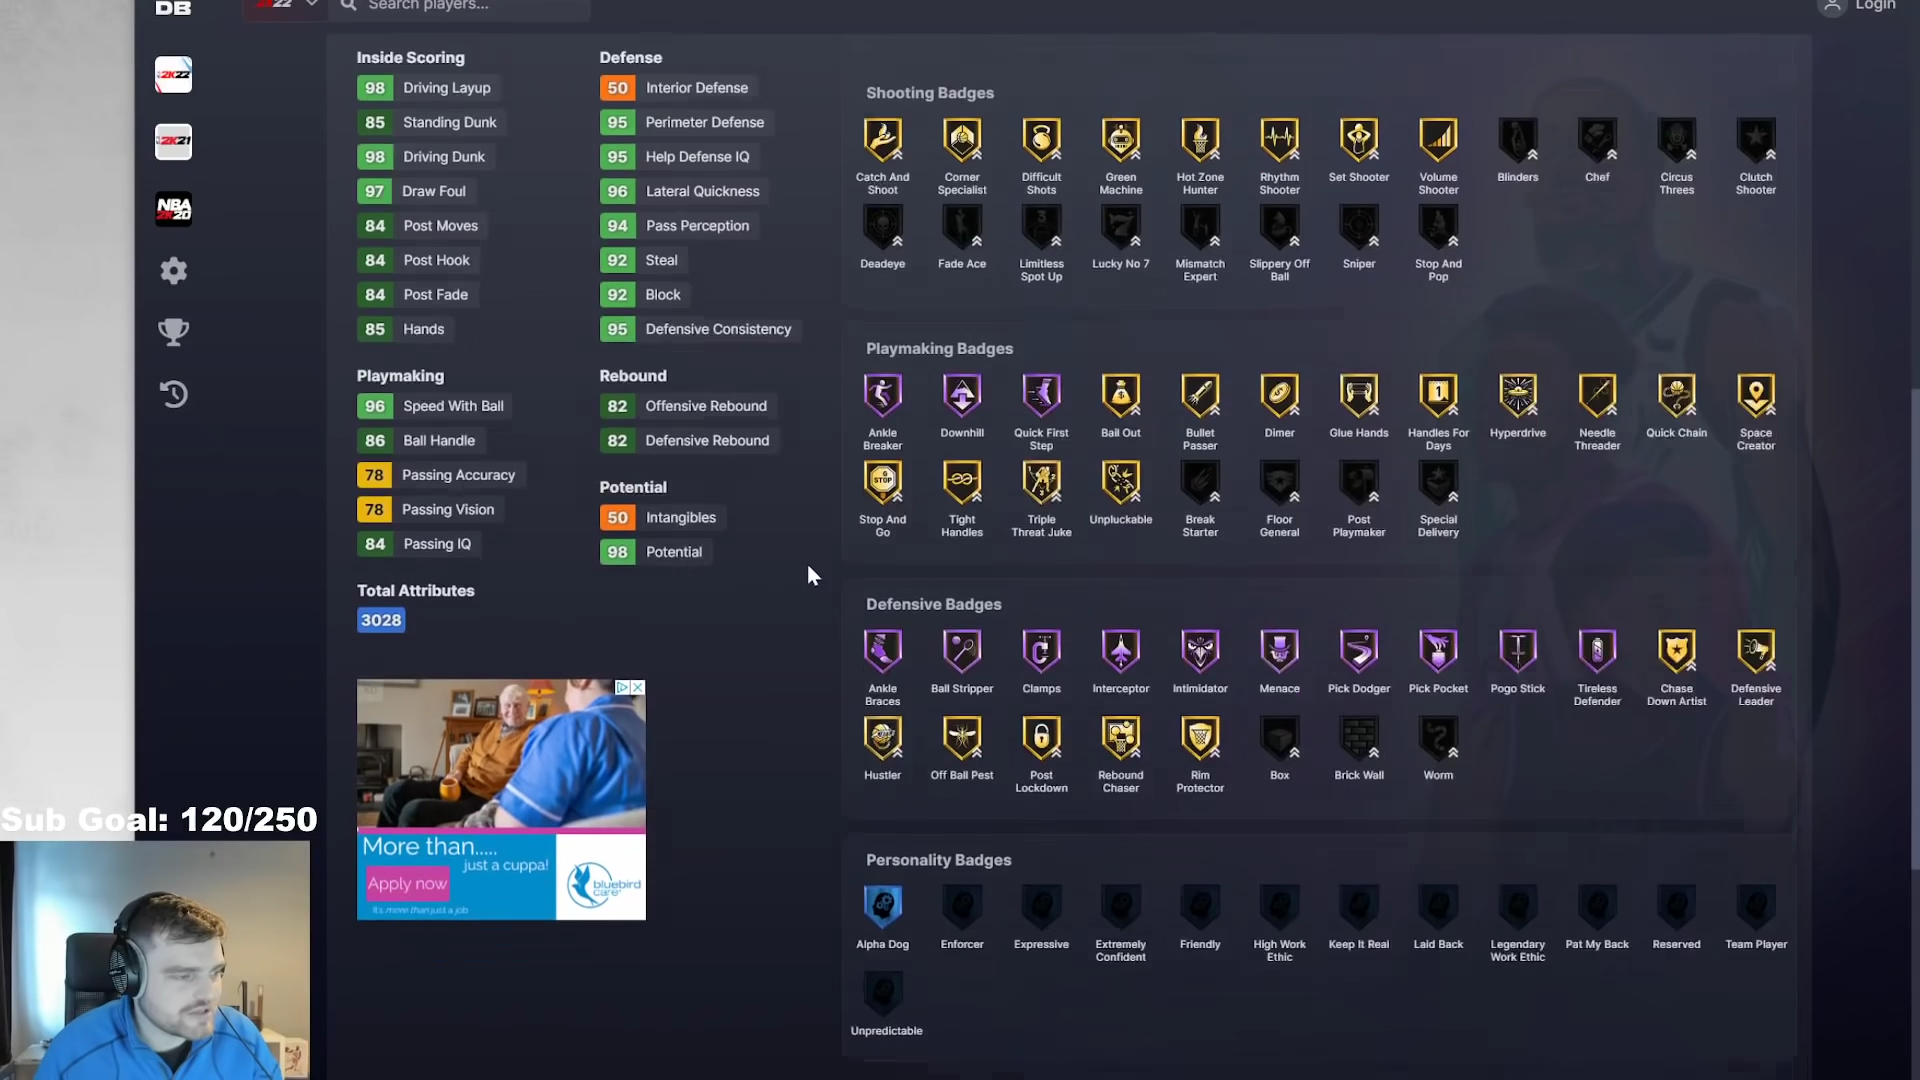 DB
2K22
Search players...
Login
2K22
2K21
NBA
2K20
Inside Scoring
98 Driving Layup
85 Standing Dunk
98 Driving Dunk
97 Draw Foul
84 Post Moves
84 Post Hook
84 Post Fade
85 Hands
Playmaking
96 Speed With Ball
86 Ball Handle
78 Passing Accuracy
78 Passing Vision
84 Passing IQ
Total Attributes
3028
Defense
50 Interior Defense
95 Perimeter Defense
95 Help Defense IQ
96 Lateral Quickness
94 Pass Perception
92 Steal
92 Block
95 Defensive Consistency
Rebound
82 Offensive Rebound
82 Defensive Rebound
Potential
50 Intangibles
98 Potential
Shooting Badges
Catch And Shoot
Corner Specialist
Difficult Shots
Green Machine
Hot Zone Hunter
Rhythm Shooter
Set Shooter
Volume Shooter
Blinders
Chef
Circus Threes
Clutch Shooter
Deadeye
Fade Ace
Limitless Spot Up
Lucky No 7
Mismatch Expert
Slippery Off Ball
Sniper
Stop And Pop
Playmaking Badges
Ankle Breaker
Downhill
Quick First Step
Bail Out
Bullet Passer
Dimer
Glue Hands
Handles For Days
Hyperdrive
Needle Threader
Quick Chain
Space Creator
STOP
Stop And Go
Tight Handles
Triple Threat Juke
Unpluckable
Break Starter
Floor General
Post Playmaker
Special Delivery
Defensive Badges
Ankle Braces
Ball Stripper
Clamps
Interceptor
Intimidator
Menace
Pick Dodger
Pick Pocket
Pogo Stick
Tireless Defender
Chase Down Artist
Defensive Leader
Hustler
Off Ball Pest
Post Lockdown
Rebound Chaser
Rim Protector
Box
Brick Wall
Worm
Personality Badges
Alpha Dog
Enforcer
Expressive
Extremely Confident
Friendly
High Work Ethic
Keep It Real
Laid Back
Legendary Work Ethic
Pat My Back
Reserved
Team Player
Unpredictable
More than.....
just a cuppa!
Apply now
It's more than just a job
bluebird
care
Sub Goal: 120/250